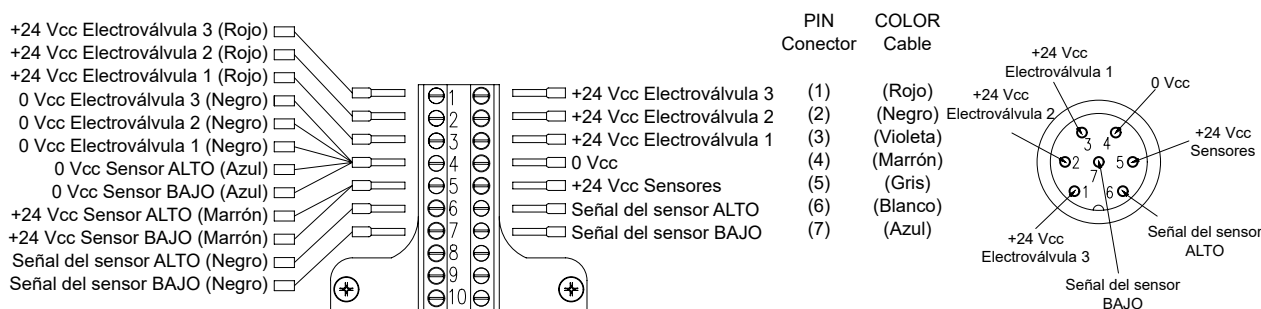 +24 Vcc Electroválvula 3 (Rojo)
+24 Vcc Electroválvula 2 (Rojo)
+24 Vcc Electroválvula 1 (Rojo)
0 Vcc Electroválvula 3 (Negro)
0 Vcc Electroválvula 2 (Negro)
0 Vcc Electroválvula 1 (Negro)
0 Vcc Sensor ALTO (Azul)
0 Vcc Sensor BAJO (Azul)
+24 Vcc Sensor ALTO (Marrón)
+24 Vcc Sensor BAJO (Marrón)
Señal del sensor ALTO (Negro)
Señal del sensor BAJO (Negro)
1
2
3
4
5
6
7
8
9
10
PIN COLOR
Conector Cable
+24 Vcc Electroválvula 3 (1) (Rojo)
+24 Vcc Electroválvula 2 (2) (Negro)
+24 Vcc Electroválvula 1 (3) (Violeta)
0 Vcc (4) (Marrón)
+24 Vcc Sensores (5) (Gris)
Señal del sensor ALTO (6) (Blanco)
Señal del sensor BAJO (7) (Azul)
+24 Vcc
Electroválvula 1
0 Vcc
+24 Vcc
Electroválvula 2
+24 Vcc
Sensores
3 4
2 5
7
1 6
+24 Vcc
Electroválvula 3
Señal del sensor
ALTO
Señal del sensor
BAJO